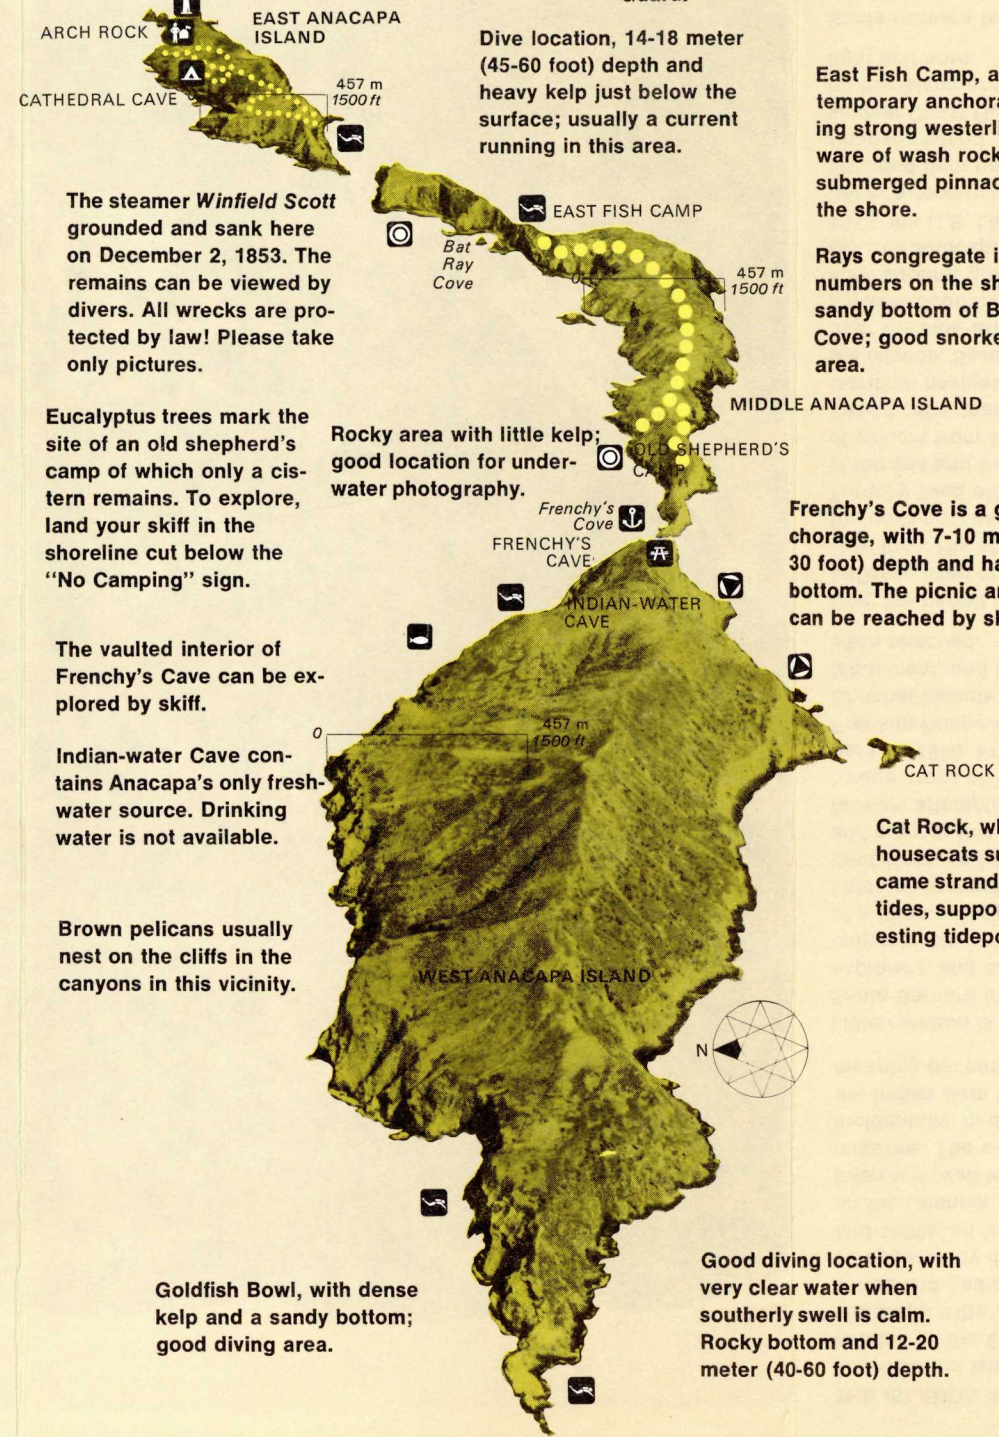 ARCH ROCK
EAST ANACAPA
ISLAND
CATHEDRAL CAVE
457 m
1500 ft
Dive location, 14-18 meter
(45-60 foot) depth and
heavy kelp just below the
surface; usually a current
running in this area.
East Fish Camp, a
temporary
ing strong
ware of wash rock
submerged
the shore.
The steamer Winfield Scott
grounded and sank here
on December 2, 1853. The
remains can be viewed by
divers. All wrecks are pro-
tected by law! Please take
only pictures.
EAST FISH CAMP
Bat
Ray
Cove
0
457 m
1500 ft
Rays congregate
numbers on the
sandy bottom of
Cove; good
area.
MIDDLE ANACAPA ISLAND
Eucalyptus trees mark the
site of an old shepherd's
camp of which only a cis-
tern remains. To explore,
land your skiff in the
shoreline cut below the
"No Camping" sign.
Rocky area with little kelp;
good location for under-
water photography.
OLD SHEPHERD'S
CAMP
Frenchy's
Cove
FRENCHY'S
CAVE
Frenchy's Cove is a
chorage, with 7-10
30 foot) depth and
bottom. The picnic
can be reached by
INDIAN-WATER
CAVE
The vaulted interior of
Frenchy's Cave can be ex-
plored by skiff.
0
457 m
1500 ft
Indian-water Cave con-
tains Anacapa's only fresh-
water source. Drinking
water is not available.
CAT ROCK
Cat Rock,
housecats
came
tides,
esting
Brown pelicans usually
nest on the cliffs in the
canyons in this vicinity.
WEST ANACAPA ISLAND
N
Goldfish Bowl, with dense
kelp and a sandy bottom;
good diving area.
Good diving location, with
very clear water when
southerly swell is calm.
Rocky bottom and 12-20
meter (40-60 foot) depth.